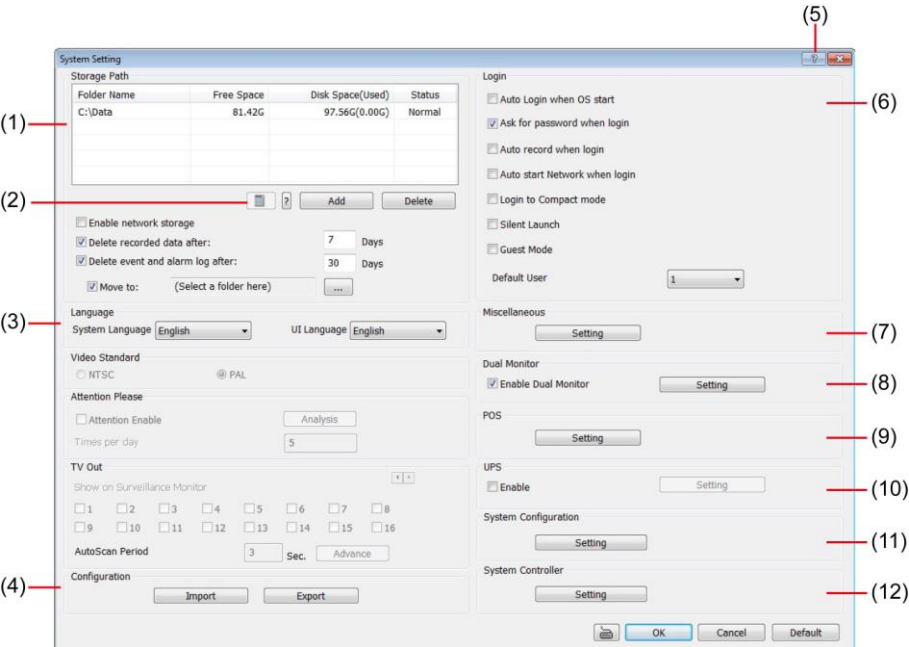 (5)
System Setting
Storage Path
Folder Name Free Space Disk Space(Used) Status
C:\Data 81.42G 97.56G(0.00G) Normal
(1)
(2)
? Add Delete
Enable network storage
Delete recorded data after: 7 Days
Delete event and alarm log after: 30 Days
Move to: (Select a folder here) ...
Language
(3)
System Language English UI Language English
Video Standard
NTSC PAL
Attention Please
Attention Enable Analysis
Times per day 5
TV Out
Show on Surveillance Monitor
1 2 3 4 5 6 7 8
9 10 11 12 13 14 15 16
AutoScan Period 3 Sec. Advance
Configuration
(4)
Import Export
Login
Auto Login when OS start
(6)
Ask for password when login
Auto record when login
Auto start Network when login
Login to Compact mode
Silent Launch
Guest Mode
Default User 1
Miscellaneous
Setting
(7)
Dual Monitor
Enable Dual Monitor Setting
(8)
POS
Setting
(9)
UPS
Enable Setting
(10)
System Configuration
Setting
(11)
System Controller
Setting
(12)
OK Cancel Default